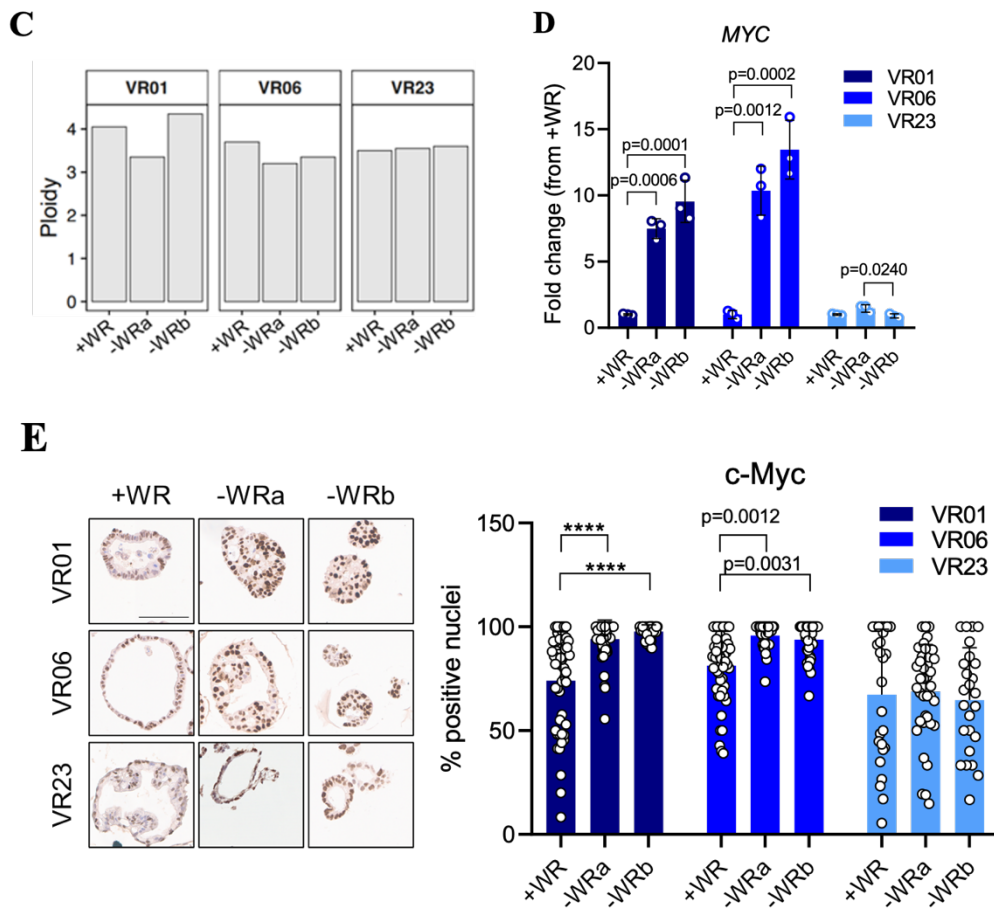 C
VR01 VR06 VR23
Ploidy
4
3
2
1
0
+WR -WRa -WRb +WR -WRa -WRb +WR -WRa -WRb
D
MYC
Fold change (from +WR)
20
15
10
5
0
p=0.0006
p=0.0001
p=0.0012
p=0.0002
p=0.0240
VR01
VR06
VR23
+WR -WRa -WRb +WR -WRa -WRb +WR -WRa -WRb
E
+WR -WRa -WRb
VR01
VR06
VR23
c-Myc
% positive nuclei
150
100
50
0
****
****
p=0.0012
p=0.0031
VR01
VR06
VR23
+WR -WRa -WRb +WR -WRa -WRb +WR -WRa -WRb